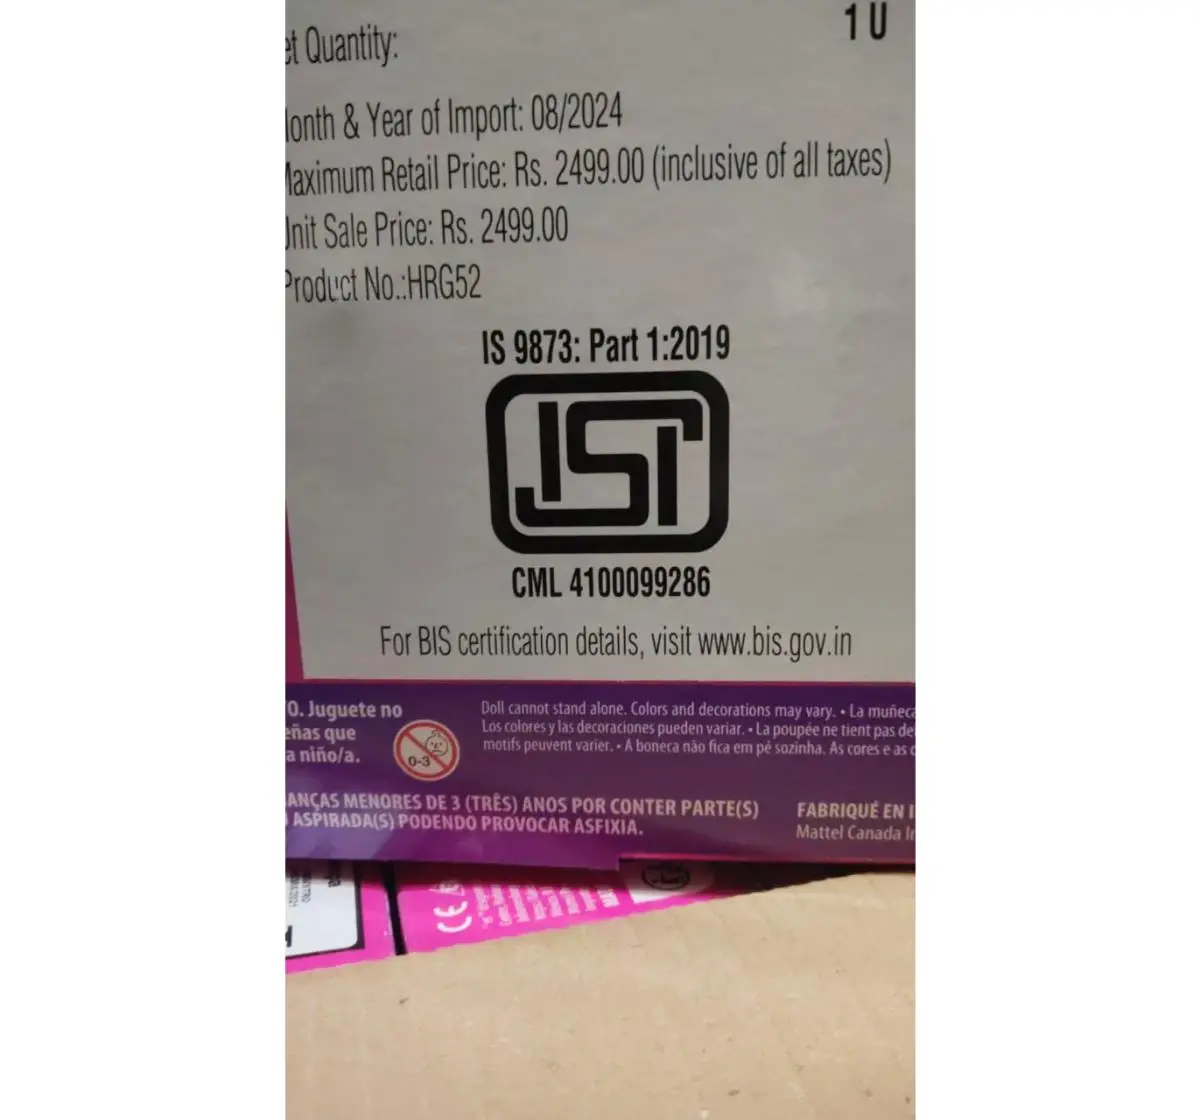 et Quantity: 1 U
onth & Year of Import: 08/2024
aximum Retail Price: Rs. 2499.00 (inclusive of all taxes)
Unit Sale Price: Rs. 2499.00
Product No.:HRG52
IS 9873: Part 1:2019
ISI
CML 4100099286
For BIS certification details, visit www.bis.gov.in
O. Juguete no
eñas que
a niño/a.
0-3
Doll cannot stand alone. Colors and decorations may vary. • La muñeca
Los colores y las decoraciones pueden variar. • La poupée ne tient pas de
motifs peuvent varier. • A boneca não fica em pé sozinha. As cores e as
ANÇAS MENORES DE 3 (TRÊS) ANOS POR CONTER PARTE(S)
ASPIRADA(S) PODENDO PROVOCAR ASFIXIA.
FABRIQUÉ EN I
Mattel Canada In
CE